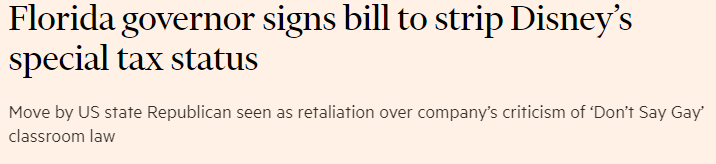 Florida governor signs bill to strip Disney’s
special tax status
Move by US state Republican seen as retaliation over company’s criticism of ‘Don’t Say Gay’
classroom law